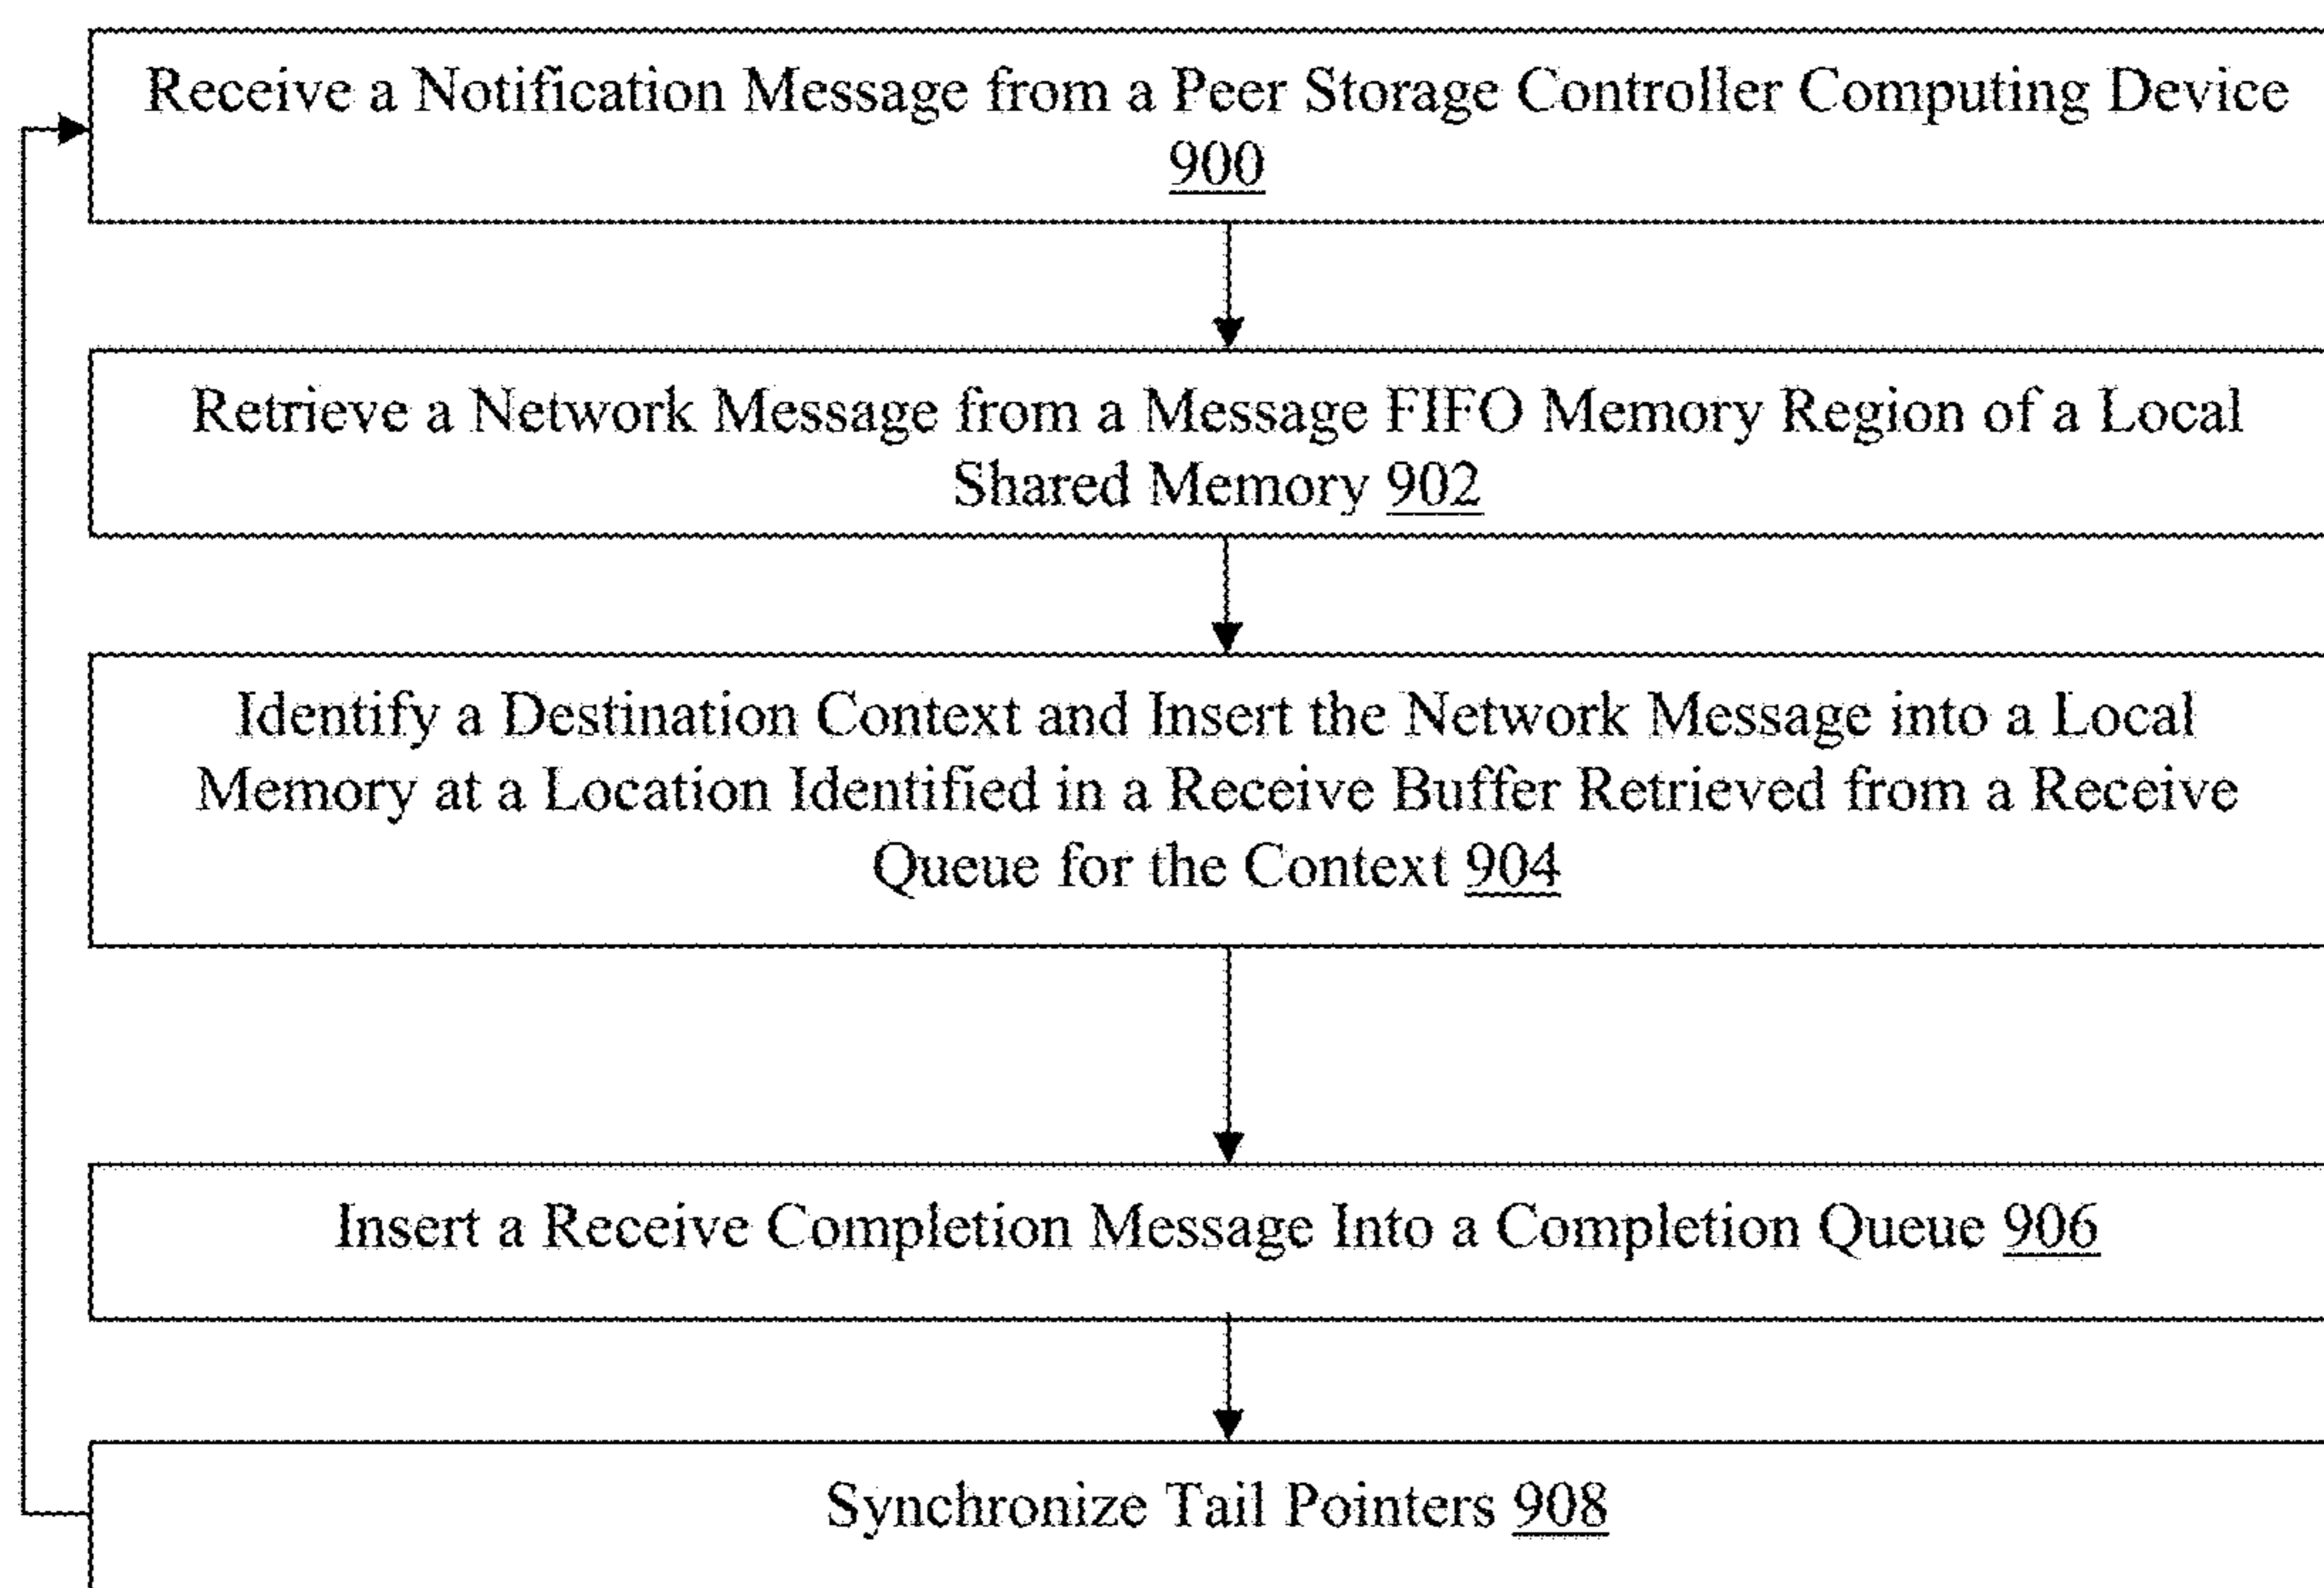 Receive a Notification Message from a Peer Storage Controller Computing Device
900
Retrieve a Network Message from a Message FIFO Memory Region of a Local
Shared Memory 902
Identify a Destination Context and Insert the Network Message into a Local
Memory at a Location Identified in a Receive Buffer Retrieved from a Receive
Queue for the Context 904
Insert a Receive Completion Message Into a Completion Queue 906
Synchronize Tail Pointers 908